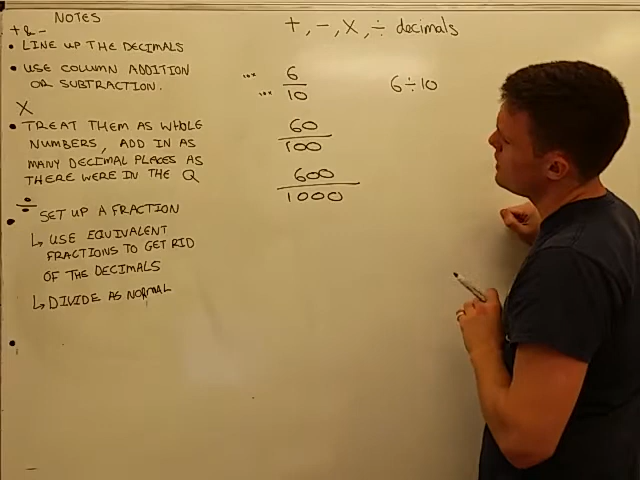 NOTES
+ & -
• LINE UP THE DECIMALS
• USE COLUMN ADDITION
OR SUBTRACTION.
X
• TREAT THEM AS WHOLE
NUMBERS, ADD IN AS
MANY DECIMAL PLACES AS
THERE WERE IN THE Q
÷
• SET UP A FRACTION
↳ USE EQUIVALENT
FRACTIONS TO GET RID
OF THE DECIMALS
↳ DIVIDE AS NORMAL
+, -, X, ÷ decimals
10x 6
10x 10
6÷10
60
100
600
1000